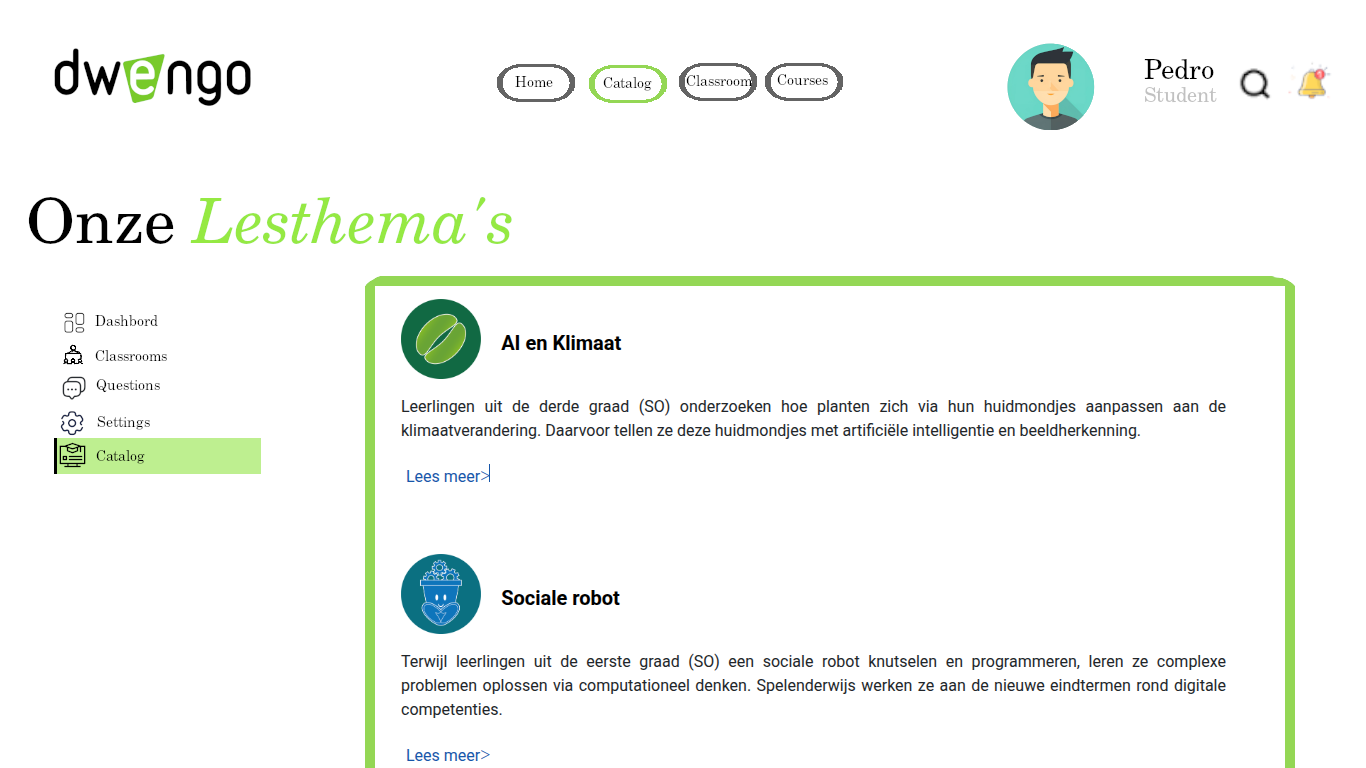 dwengo
Home Catalog Classroom Courses
Pedro
Student
Onze Lesthema's
Dashbord
Classrooms
Questions
Settings
Catalog
AI en Klimaat
Leerlingen uit de derde graad (SO) onderzoeken hoe planten zich via hun huidmondjes aanpassen aan de
klimaatverandering. Daarvoor tellen ze deze huidmondjes met artificiële intelligentie en beeldherkenning.
Lees meer>
Sociale robot
Terwijl leerlingen uit de eerste graad (SO) een sociale robot knutselen en programmeren, leren ze complexe
problemen oplossen via computationeel denken. Spelenderwijs werken ze aan de nieuwe eindtermen rond digitale
competenties.
Lees meer>